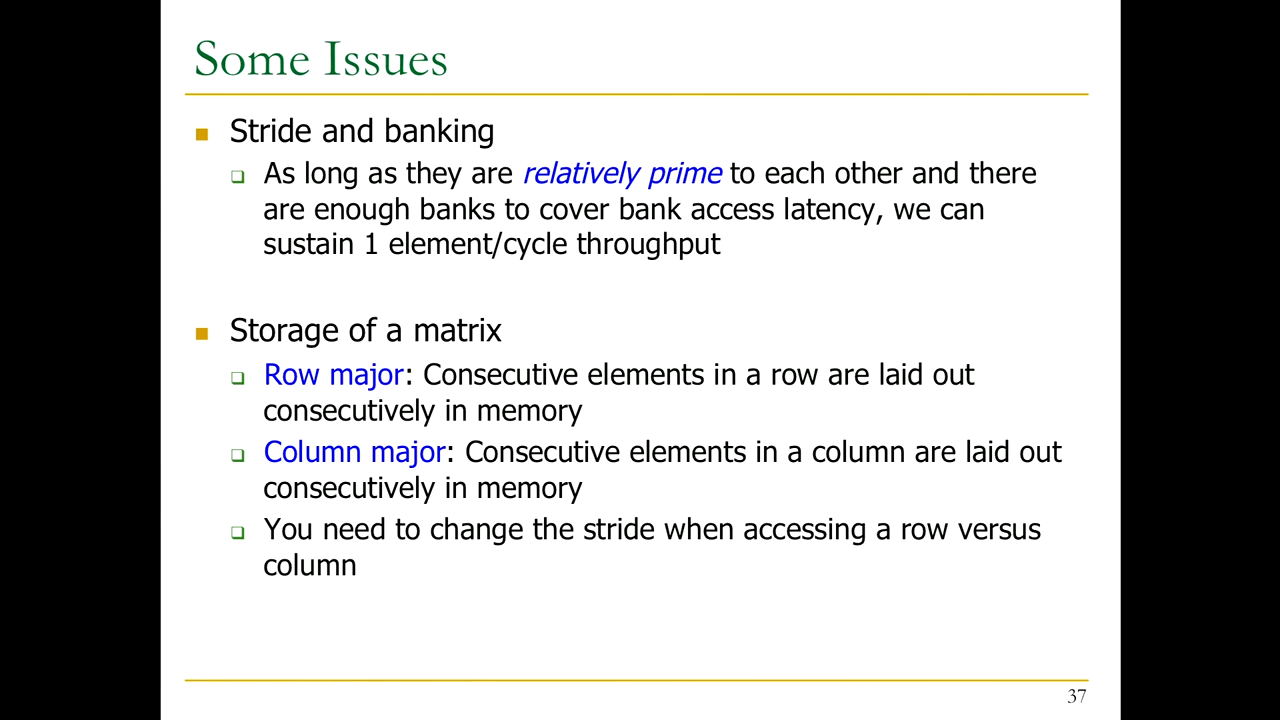 Some Issues
Stride and banking
As long as they are relatively prime to each other and there
are enough banks to cover bank access latency, we can
sustain 1 element/cycle throughput
Storage of a matrix
Row major: Consecutive elements in a row are laid out
consecutively in memory
Column major: Consecutive elements in a column are laid out
consecutively in memory
You need to change the stride when accessing a row versus
column
37